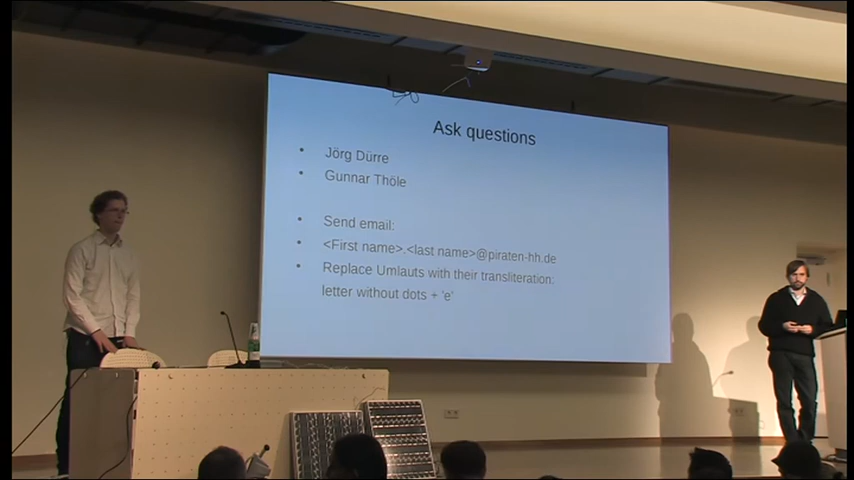 Ask questions
• Jörg Dürre
• Gunnar Thöle
• Send email:
• <First name>.<last name>@piraten-hh.de
• Replace Umlauts with their transliteration:
letter without dots + 'e'